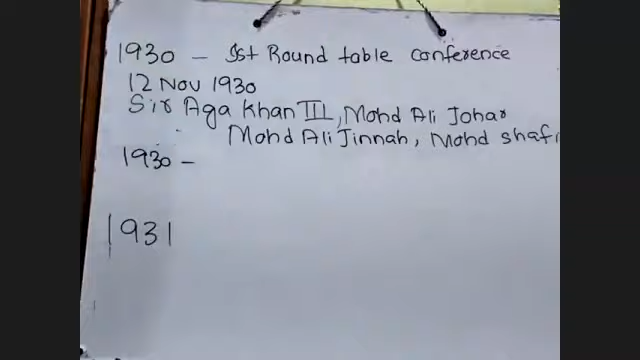 1930 – Ist Round table conference
12 Nov 1930
Sir Aga Khan III, Mohd Ali Johar
Mohd Ali Jinnah, Mohd shafi
1930 –
1931